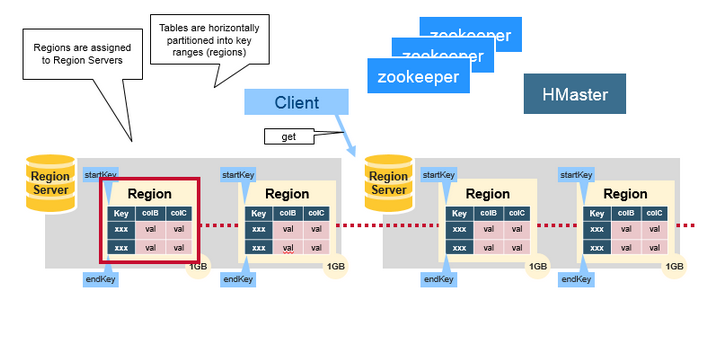 Tables are horizontally
partitioned into key
ranges (regions)
Regions are assigned
to Region Servers
zookeeper
zookeeper
zookeeper
HMaster
Client
get
Region
Server
startKey
Region
Key colB colC
xxx val val
xxx val val
1GB
endKey
startKey
Region
Key colB colC
xxx val val
xxx val val
1GB
endKey
Region
Server
startKey
Region
Key colB colC
xxx val val
xxx val val
1GB
endKey
startKey
Region
Key colB colC
xxx val val
xxx val val
1GB
endKey